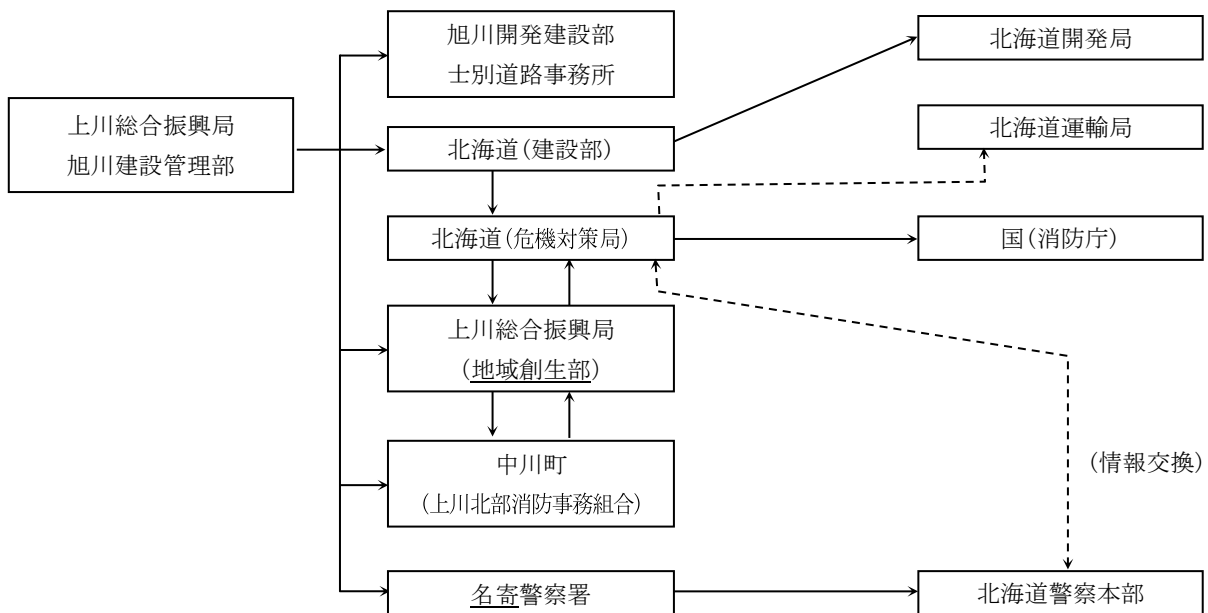 旭川開発建設部
士別道路事務所
北海道開発局
上川総合振興局
旭川建設管理部
北海道(建設部)
北海道運輸局
北海道(危機対策局)
国(消防庁)
上川総合振興局
(地域創生部)
中川町
(上川北部消防事務組合)
(情報交換)
名寄警察署
北海道警察本部